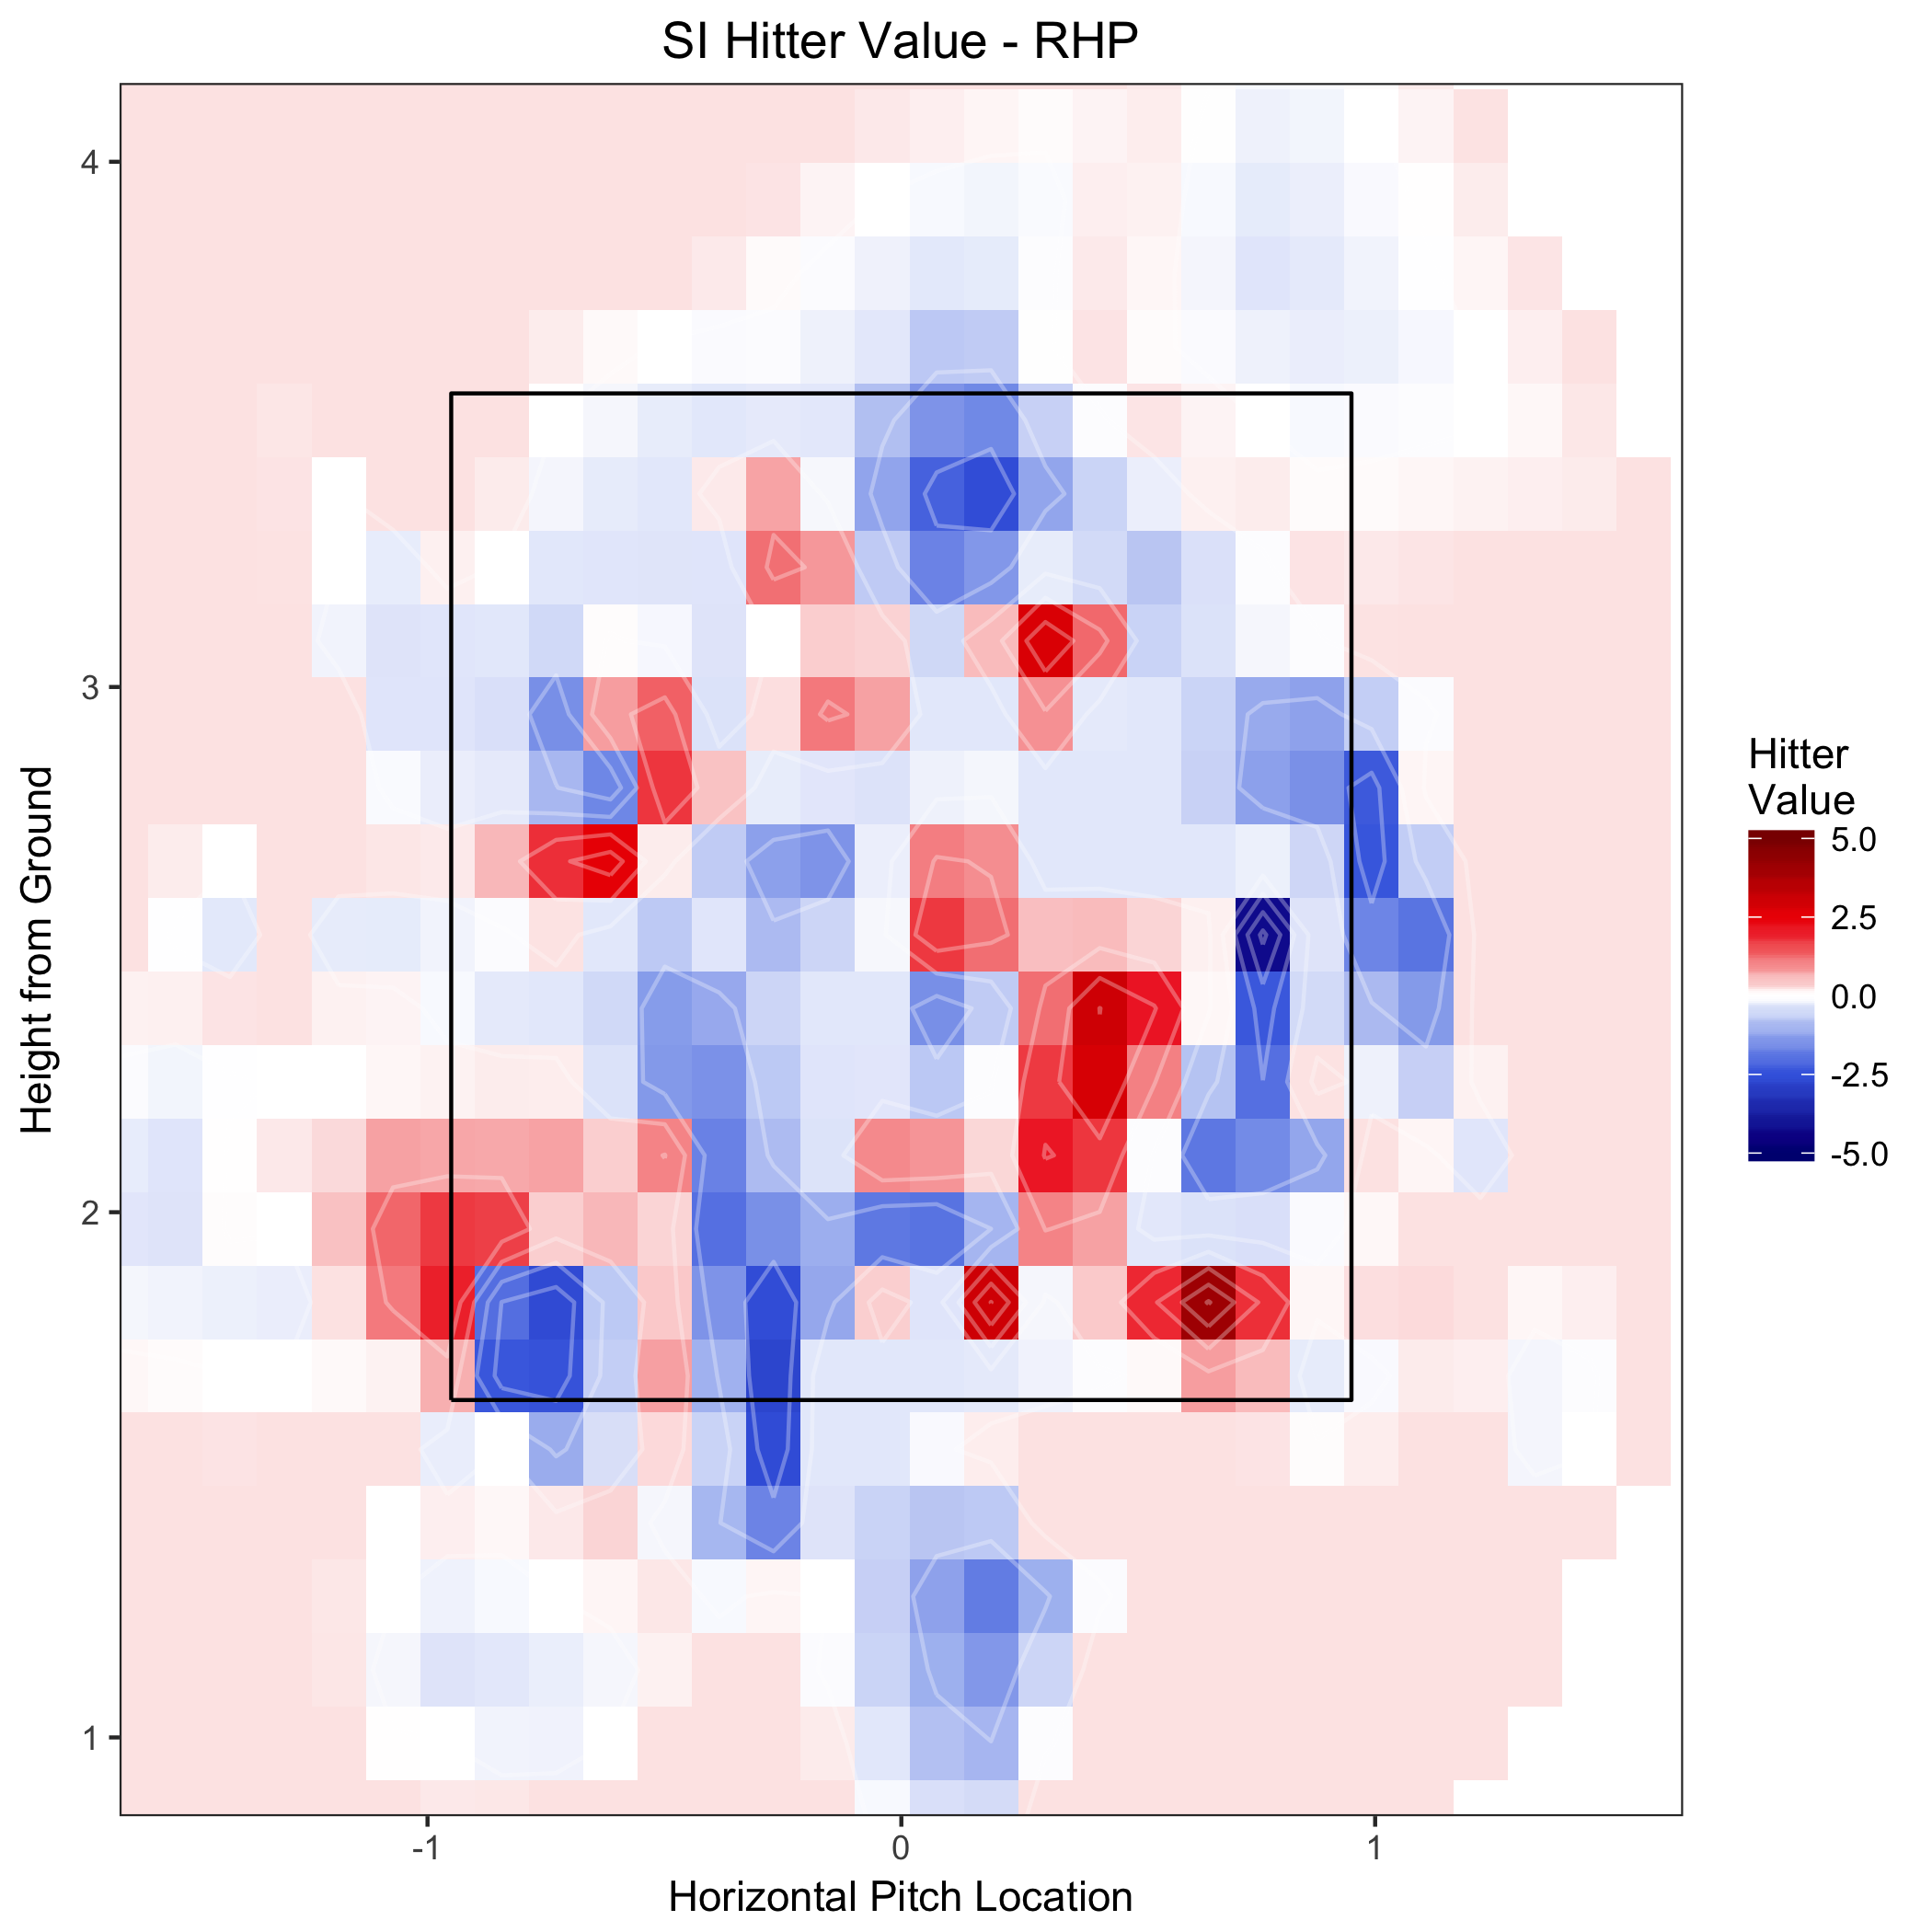 SI Hitter Value - RHP
4
3
2
1
Height from Ground
-1
0
1
Horizontal Pitch Location
Hitter
Value
5.0
2.5
0.0
-2.5
-5.0